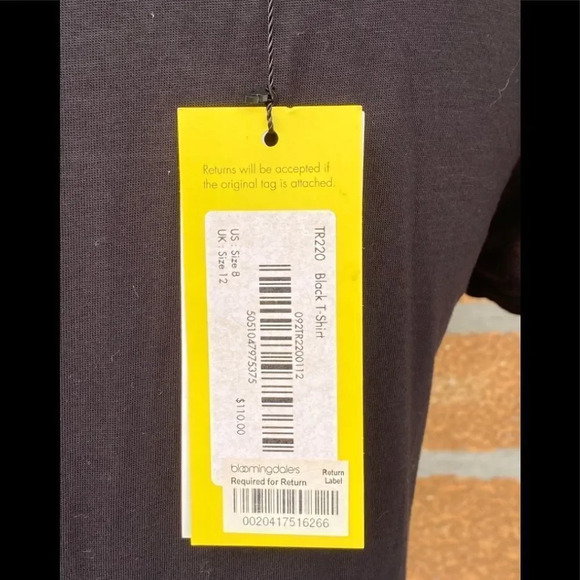 Returns will be accepted if
the original tag is attached.
TR220 Black T-Shirt
092TR2200112
5051047975375
US : Size 8
UK : Size 12
$110.00
bloomingdale's
Return
Label
Required for Return
0020417516266